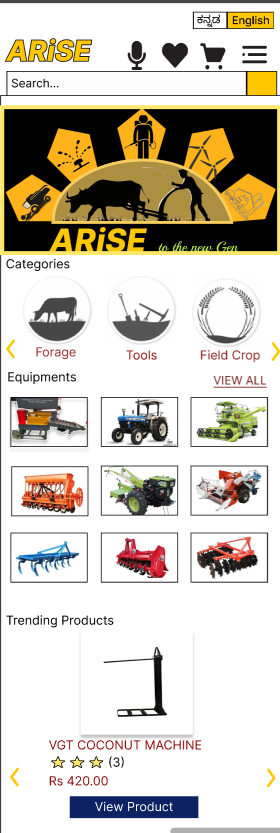 ಕನ್ನಡ English
ARiSE
Search...
ARiSE to the new Gen
Categories
Forage Tools Field Crop
Equipments
VIEW ALL
Trending Products
VGT COCONUT MACHINE
(3)
Rs 420.00
View Product